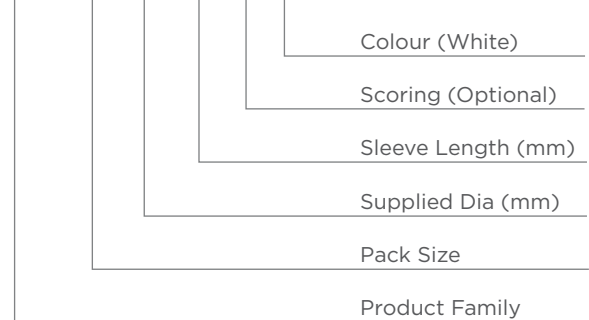 Colour (White)
Scoring (Optional)
Sleeve Length (mm)
Supplied Dia (mm)
Pack Size
Product Family